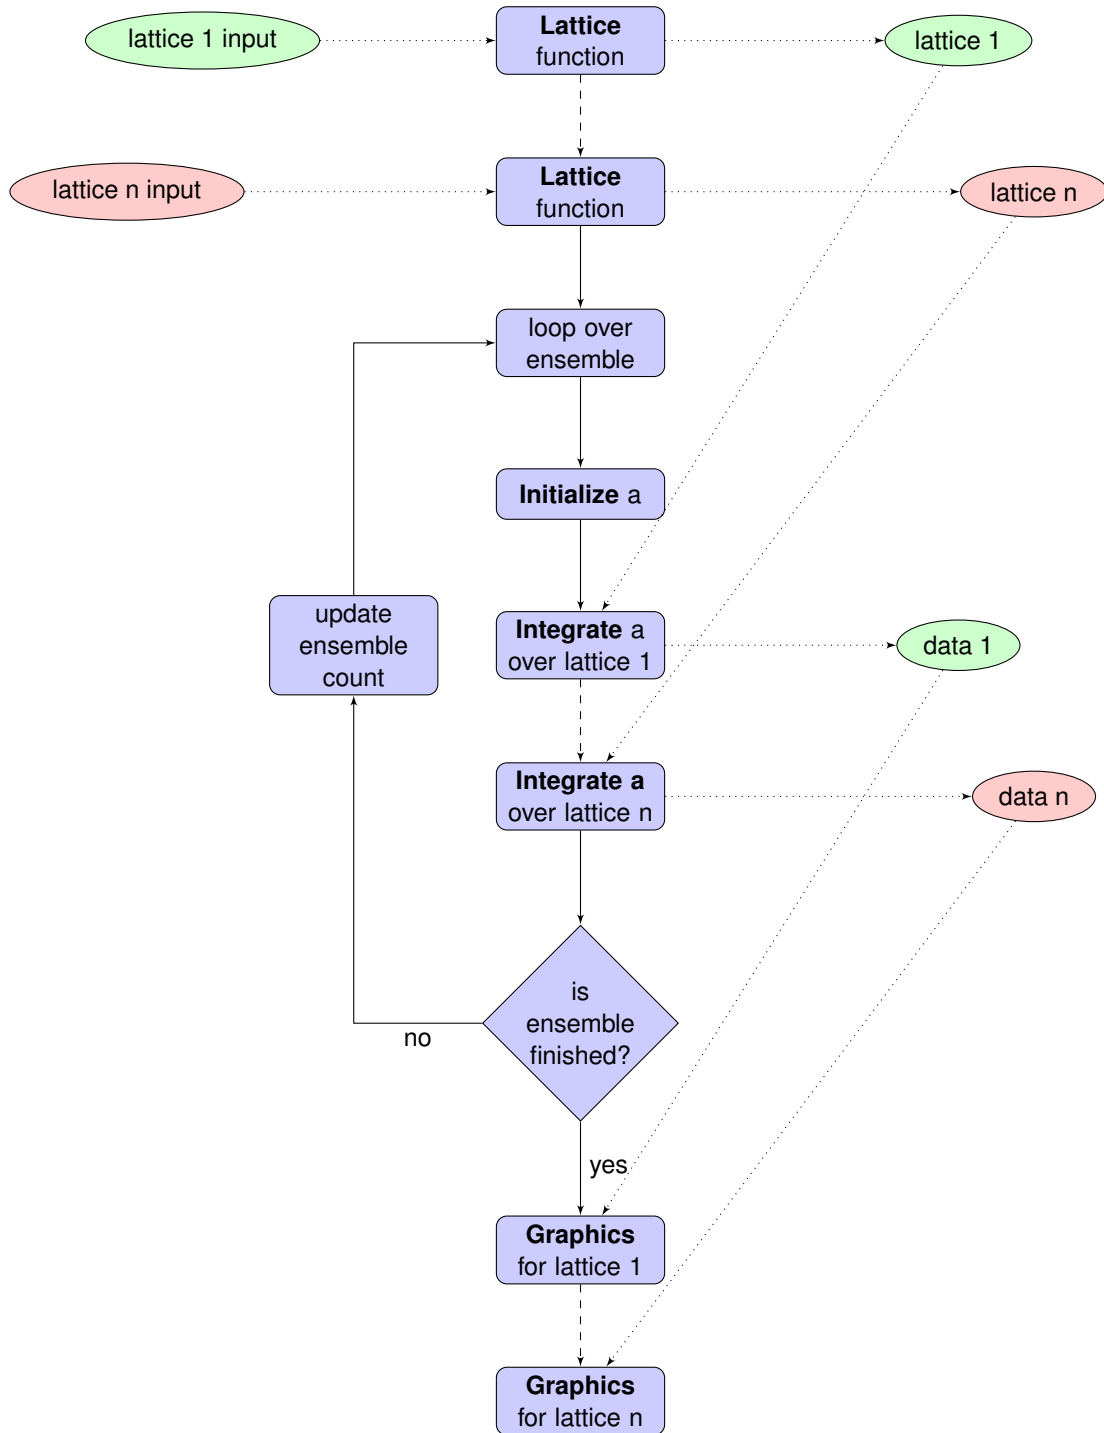 lattice 1 input
Lattice
function
lattice 1
lattice n input
Lattice
function
lattice n
loop over
ensemble
Initialize a
update
ensemble
count
Integrate a
over lattice 1
data 1
Integrate a
over lattice n
data n
is
ensemble
finished?
no
yes
Graphics
for lattice 1
Graphics
for lattice n